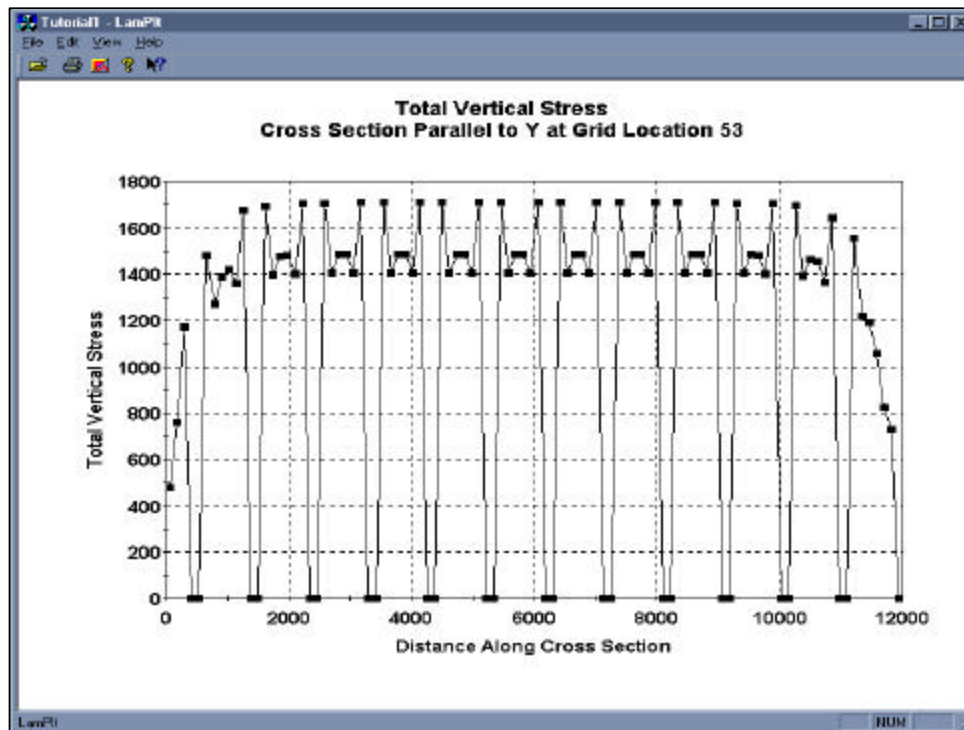 Tutorial1 - LamPlt
File Edit View Help
Total Vertical Stress
Cross Section Parallel to Y at Grid Location 53
Total Vertical Stress
1800
1600
1400
1200
1000
800
600
400
200
0
0 2000 4000 6000 8000 10000 12000
Distance Along Cross Section
LamPlt NUM